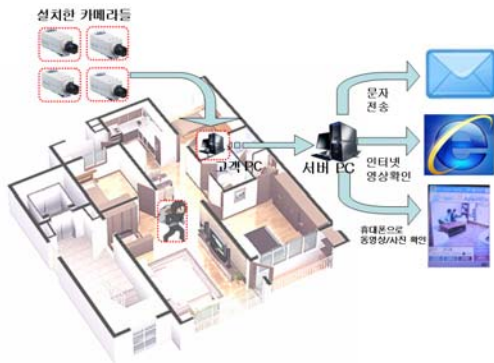 설치한 카메라들
고객 PC
서버 PC
문자
전송
인터넷
영상확인
휴대폰으로
동영상/사진 확인